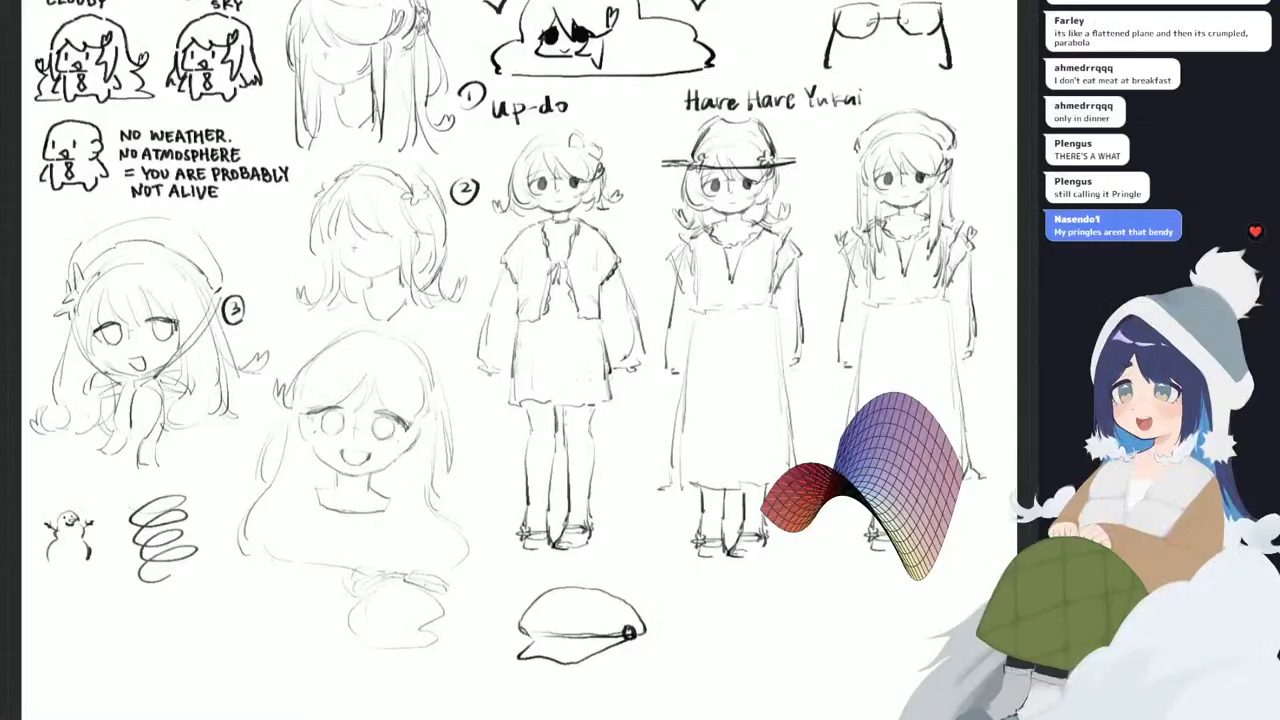 CLOUDY
SKY
NO WEATHER.
NO ATMOSPHERE
= YOU ARE PROBABLY
NOT ALIVE
①
Up-do
Hare Hare Yukai
②
③
Farley
its like a flattened plane and then its crumpled,
parabola
ahmedrrqqq
I don't eat meat at breakfast
ahmedrrqqq
only in dinner
Plengus
THERE'S A WHAT
Plengus
still calling it Pringle
Nasendo1
My pringles arent that bendy